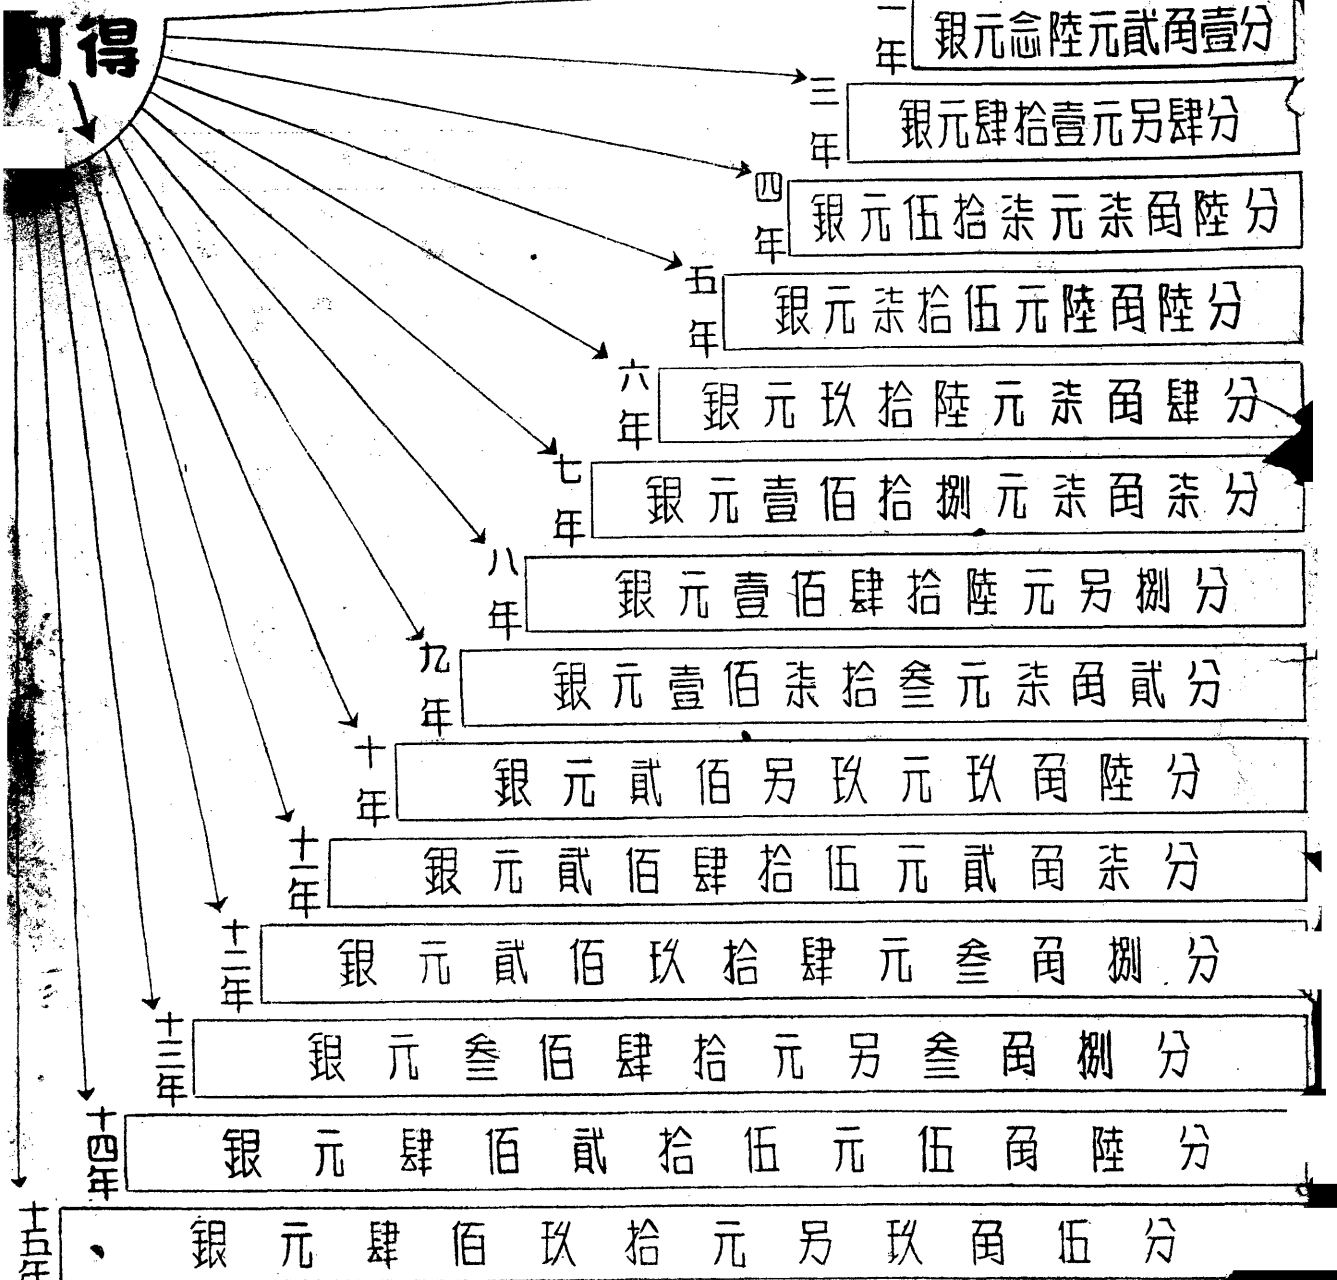 可得
一年 銀元念陸元貳角壹分
三年 銀元肆拾壹元另肆分
四年 銀元伍拾柒元柒角陸分
五年 銀元柒拾伍元陸角陸分
六年 銀元玖拾陸元柒角肆分
七年 銀元壹佰拾捌元柒角柒分
八年 銀元壹佰肆拾陸元另捌分
九年 銀元壹佰柒拾叁元柒角貳分
十年 銀元貳佰另玖元玖角陸分
十一年 銀元貳佰肆拾伍元貳角柒分
十二年 銀元貳佰玖拾肆元叁角捌分
十三年 銀元叁佰肆拾元另叁角捌分
十四年 銀元肆佰貳拾伍元伍角陸分
十五年 銀元肆佰玖拾元另玖角伍分